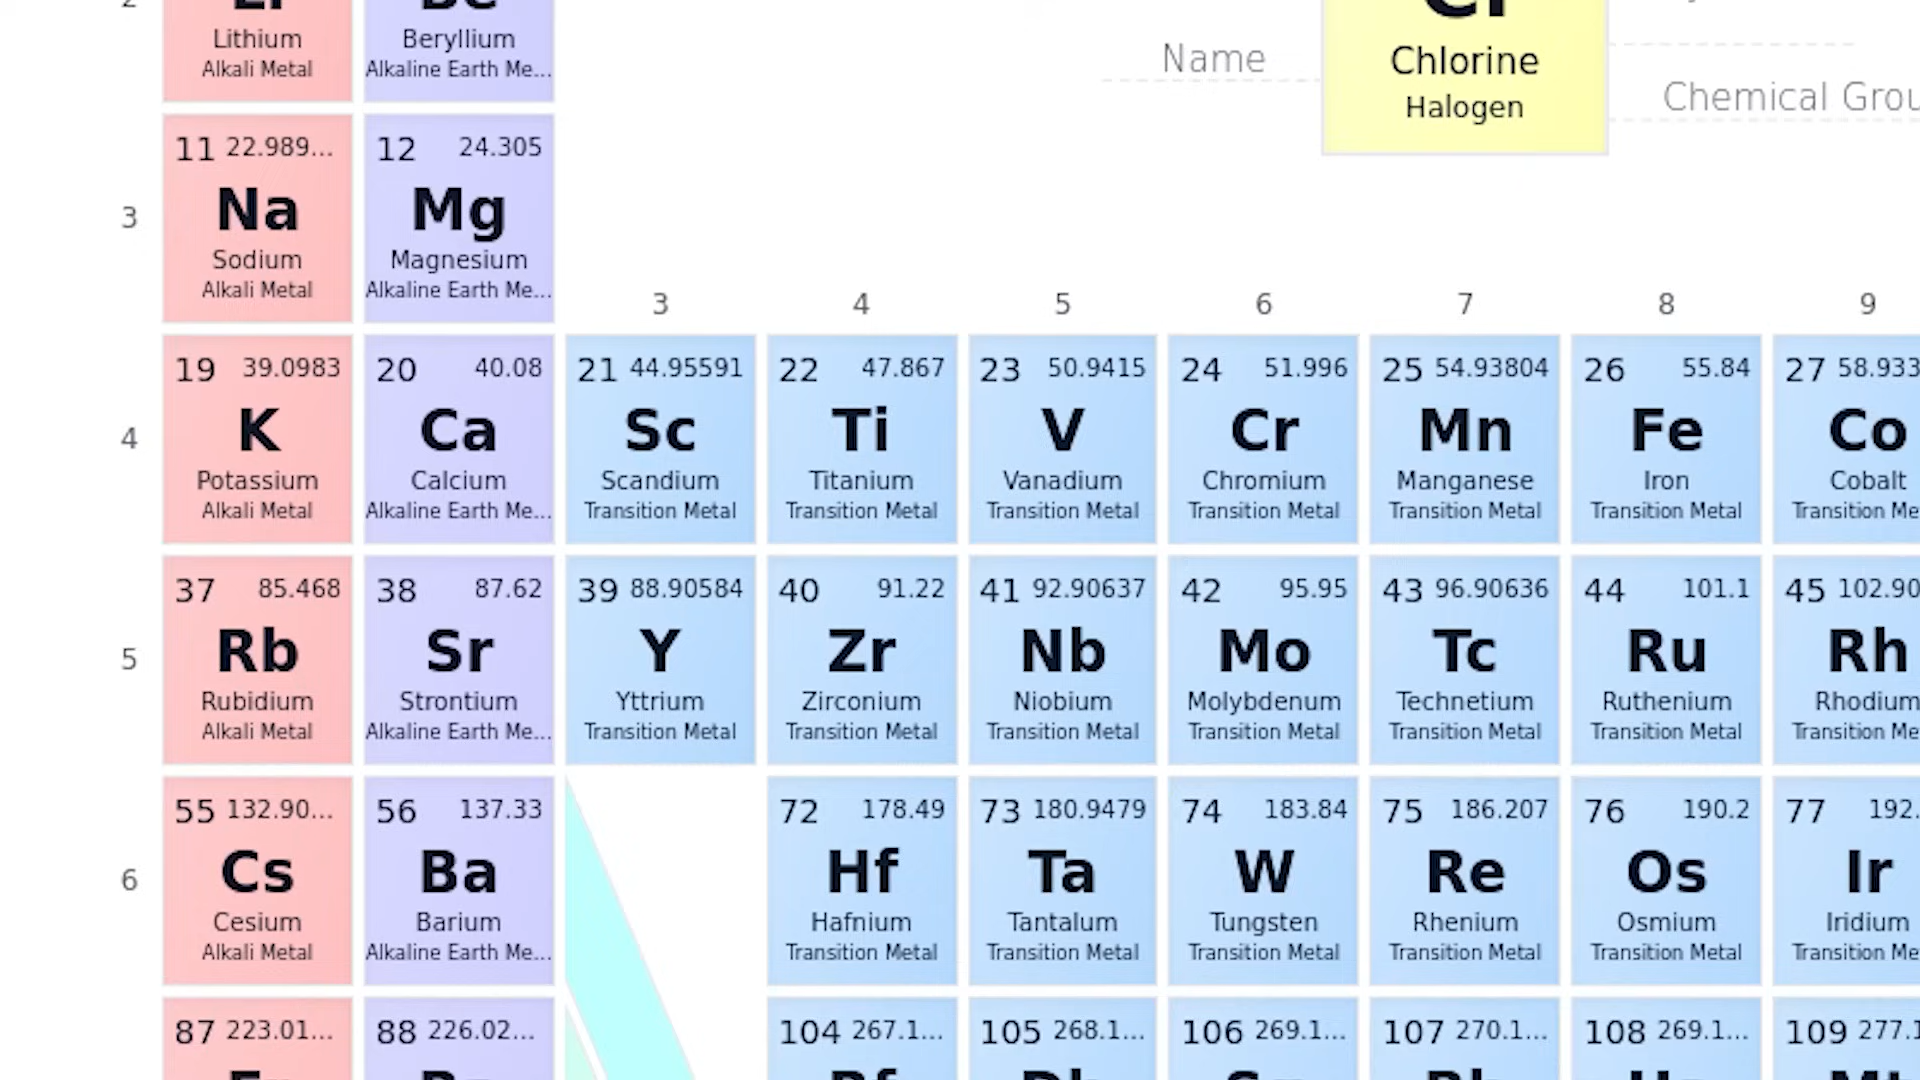 2
Lithium
Alkali Metal
Beryllium
Alkaline Earth Me...
Name
Chlorine
Halogen
Chemical Grou
11 22.989...
Na
Sodium
Alkali Metal
12 24.305
Mg
Magnesium
Alkaline Earth Me...
3
3 4 5 6 7 8 9
4
19 39.0983
K
Potassium
Alkali Metal
20 40.08
Ca
Calcium
Alkaline Earth Me...
21 44.95591
Sc
Scandium
Transition Metal
22 47.867
Ti
Titanium
Transition Metal
23 50.9415
V
Vanadium
Transition Metal
24 51.996
Cr
Chromium
Transition Metal
25 54.93804
Mn
Manganese
Transition Metal
26 55.84
Fe
Iron
Transition Metal
27 58.933
Co
Cobalt
Transition Me
5
37 85.468
Rb
Rubidium
Alkali Metal
38 87.62
Sr
Strontium
Alkaline Earth Me...
39 88.90584
Y
Yttrium
Transition Metal
40 91.22
Zr
Zirconium
Transition Metal
41 92.90637
Nb
Niobium
Transition Metal
42 95.95
Mo
Molybdenum
Transition Metal
43 96.90636
Tc
Technetium
Transition Metal
44 101.1
Ru
Ruthenium
Transition Metal
45 102.90
Rh
Rhodium
Transition Me
6
55 132.90...
Cs
Cesium
Alkali Metal
56 137.33
Ba
Barium
Alkaline Earth Me...
72 178.49
Hf
Hafnium
Transition Metal
73 180.9479
Ta
Tantalum
Transition Metal
74 183.84
W
Tungsten
Transition Metal
75 186.207
Re
Rhenium
Transition Metal
76 190.2
Os
Osmium
Transition Metal
77 192.
Ir
Iridium
Transition Me
87 223.01...
88 226.02...
104 267.1...
105 268.1...
106 269.1...
107 270.1...
108 269.1...
109 277.1